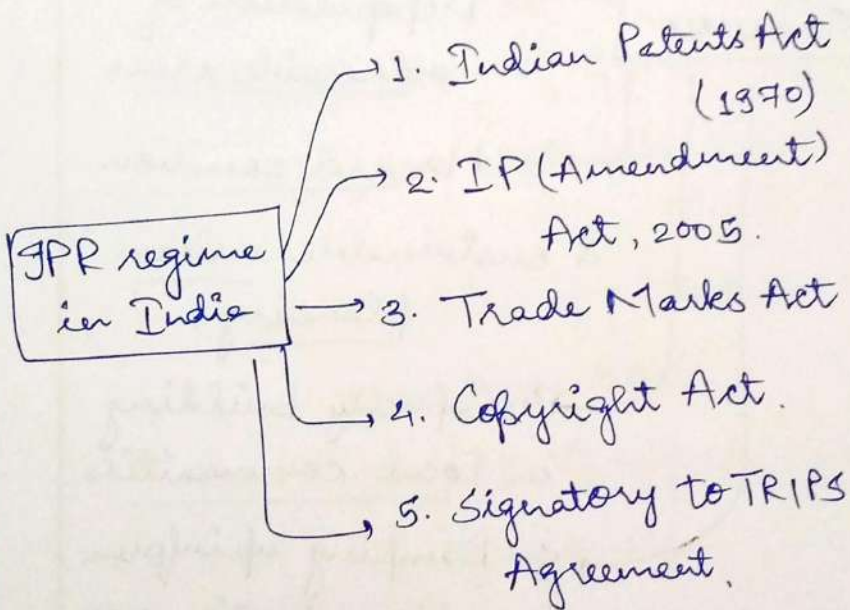 IPR regime
in India
1. Indian Patents Act
(1970)
2. IP (Amendment)
Act, 2005.
3. Trade Marks Act
4. Copyright Act.
5. Signatory to TRIPS
Agreement.